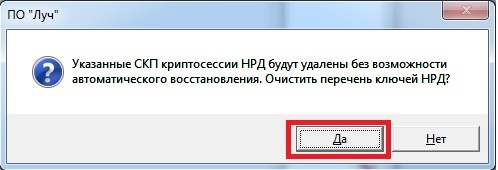 ПО "Луч"
Указанные СКП криптосессии НРД будут удалены без возможности
автоматического восстановления. Очистить перечень ключей НРД?
Да
Нет